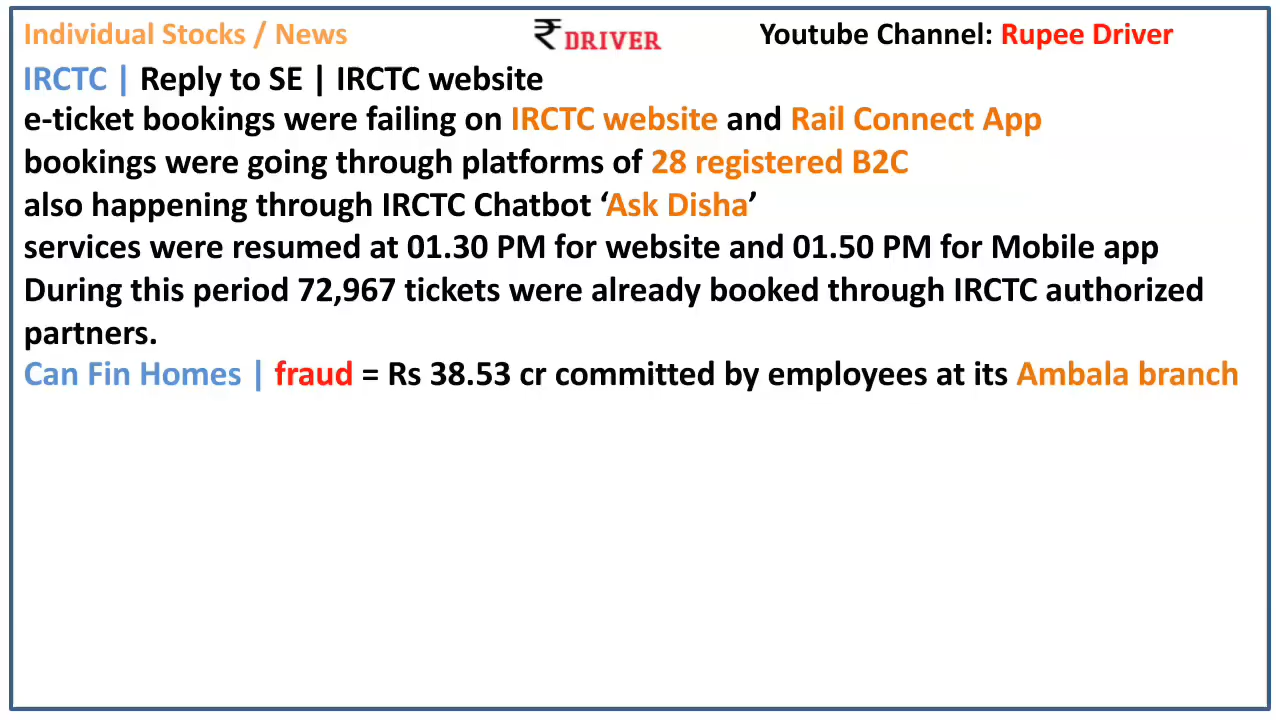 Individual Stocks / News
₹ DRIVER
Youtube Channel: Rupee Driver
IRCTC | Reply to SE | IRCTC website
e-ticket bookings were failing on IRCTC website and Rail Connect App
bookings were going through platforms of 28 registered B2C
also happening through IRCTC Chatbot ‘Ask Disha’
services were resumed at 01.30 PM for website and 01.50 PM for Mobile app
During this period 72,967 tickets were already booked through IRCTC authorized
partners.
Can Fin Homes | fraud = Rs 38.53 cr committed by employees at its Ambala branch